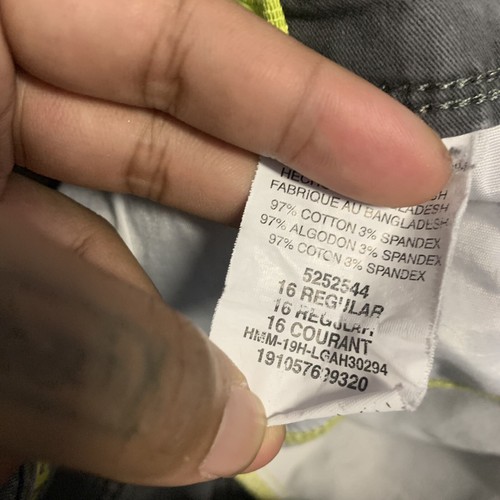 FABRIQUE AU BANGLADESH
97% COTTON 3% SPANDEX
97% ALGODON 3% SPANDEX
97% COTON 3% SPANDEX
5252544
16 REGULAR
16 REGULAR
16 COURANT
HMM-19H-LGAH30294